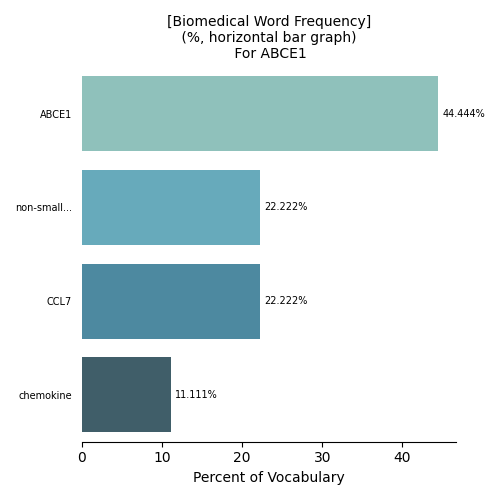 [Biomedical Word Frequency]
(%, horizontal bar graph)
For ABCE1
ABCE1
44.444%
non-small...
22.222%
CCL7
22.222%
chemokine
11.111%
0 10 20 30 40
Percent of Vocabulary